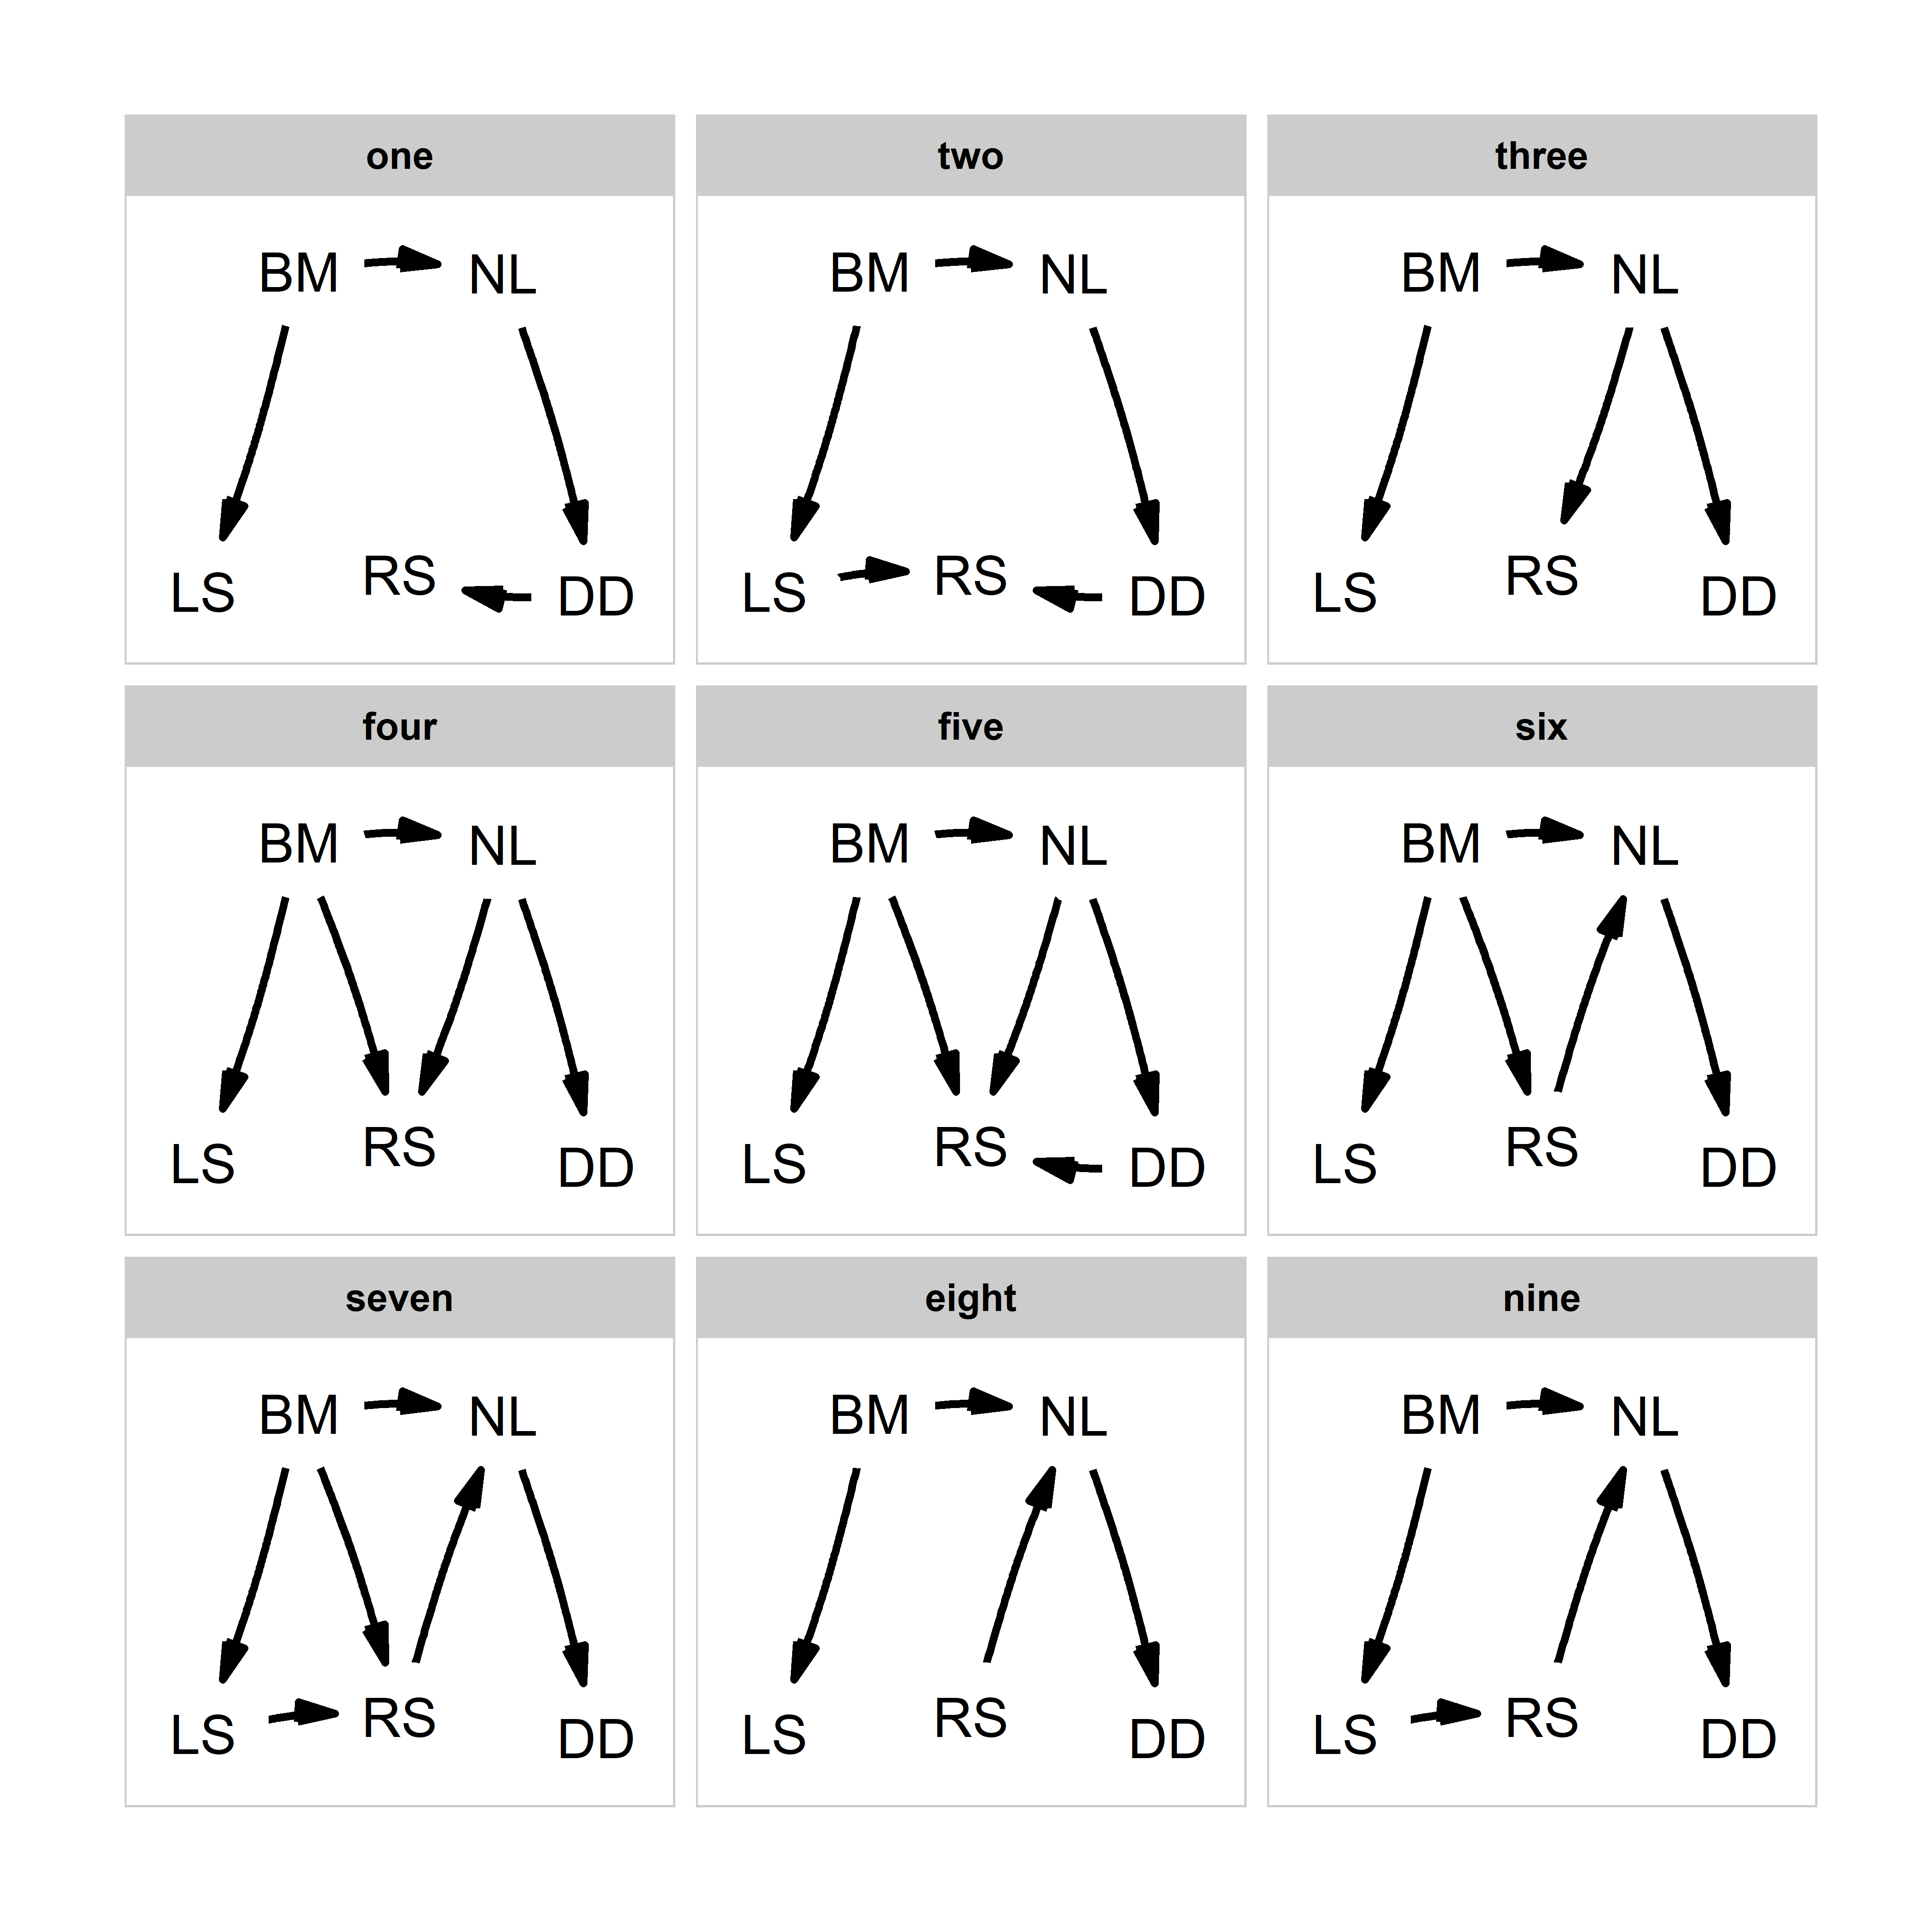 one two three
BM NL BM NL BM NL
LS RS DD LS RS DD LS RS DD
four five six
BM NL BM NL BM NL
LS RS DD LS RS DD LS RS DD
seven eight nine
BM NL BM NL BM NL
LS RS DD LS RS DD LS RS DD